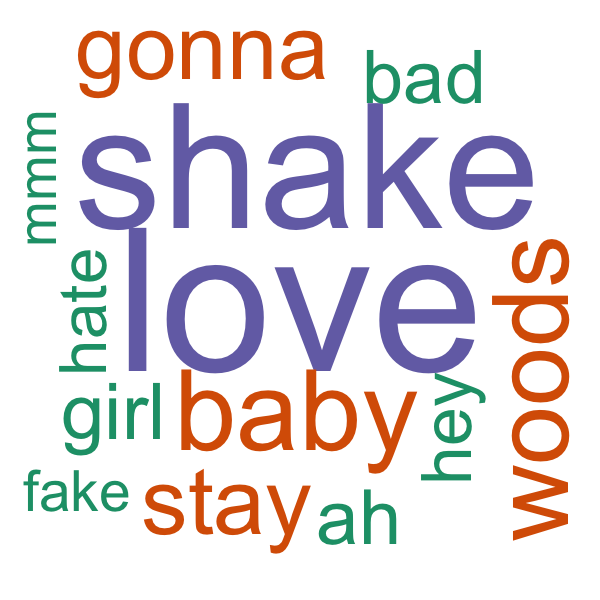 gonna
bad
mmm
shake
hate
love
woods
girl
baby
hey
fake
stay
ah